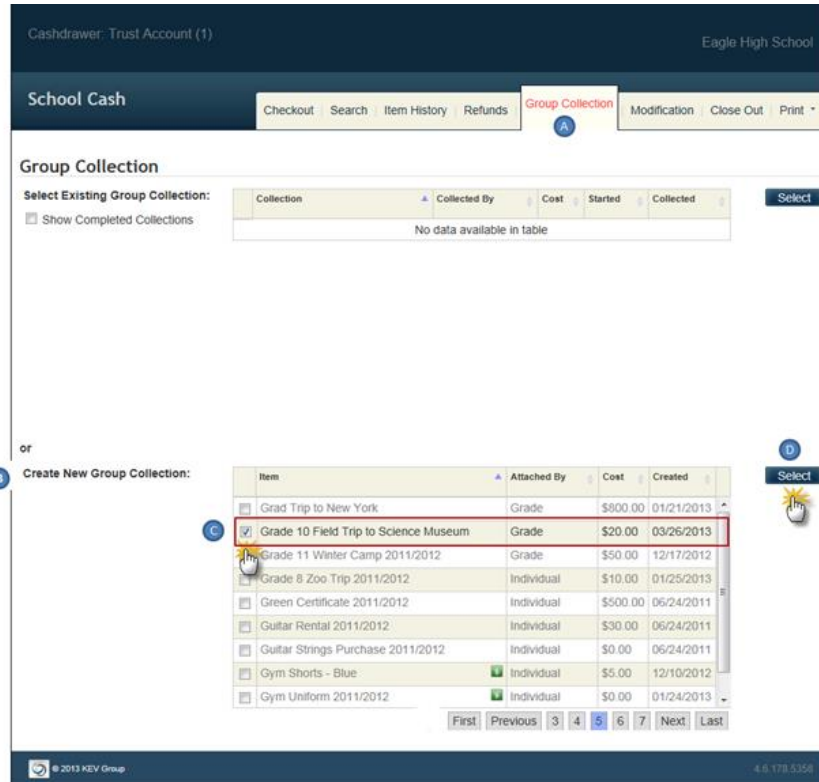 Cashdrawer: Trust Account (1)
Eagle High School
School Cash
Checkout Search Item History Refunds Group Collection Modification Close Out Print
A
Group Collection
Select Existing Group Collection:
Show Completed Collections
Collection Collected By Cost Started Collected
Select
No data available in table
or
D
B
Create New Group Collection:
Item Attached By Cost Created
Select
Grad Trip to New York Grade $800.00 01/21/2013
C
Grade 10 Field Trip to Science Museum Grade $20.00 03/26/2013
Grade 11 Winter Camp 2011/2012 Grade $50.00 12/17/2012
Grade 8 Zoo Trip 2011/2012 Individual $10.00 01/25/2013
Green Certificate 2011/2012 Individual $500.00 06/24/2011
Guitar Rental 2011/2012 Individual $30.00 06/24/2011
Guitar Strings Purchase 2011/2012 Individual $0.00 06/24/2011
Gym Shorts - Blue Individual $5.00 12/10/2012
Gym Uniform 2011/2012 Individual $0.00 01/24/2013
First Previous 3 4 5 6 7 Next Last
© 2013 KEV Group
4.6.178.5356